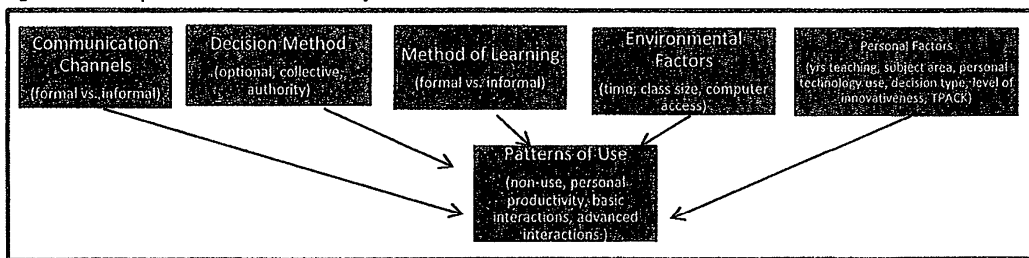 Communication
Channels
(formal vs. informal)
Decision Method
(optional, collective,
authority)
Method of Learning
(formal vs. informal)
Environmental
Factors
(time, class size, computer
access)
Personal Factors
(yrs teaching, subject area, personal
technology use, decision type, level of
innovativeness, TPACK)
Patterns of Use
(non-use, personal
productivity, basic
interactions, advanced
interactions)